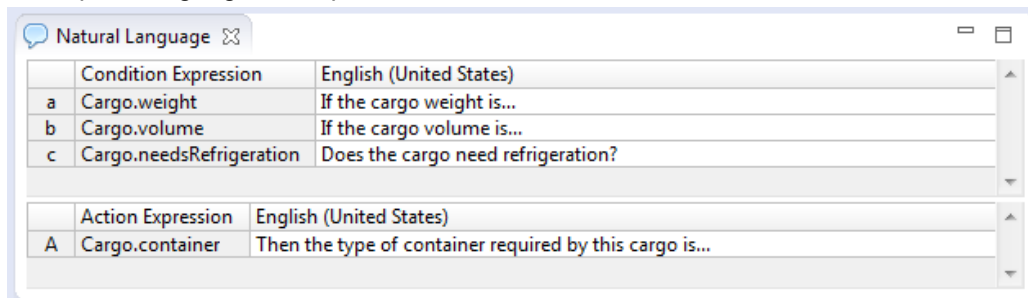 Natural Language
Condition Expression English (United States)
a Cargo.weight If the cargo weight is...
b Cargo.volume If the cargo volume is...
c Cargo.needsRefrigeration Does the cargo need refrigeration?
Action Expression English (United States)
A Cargo.container Then the type of container required by this cargo is...